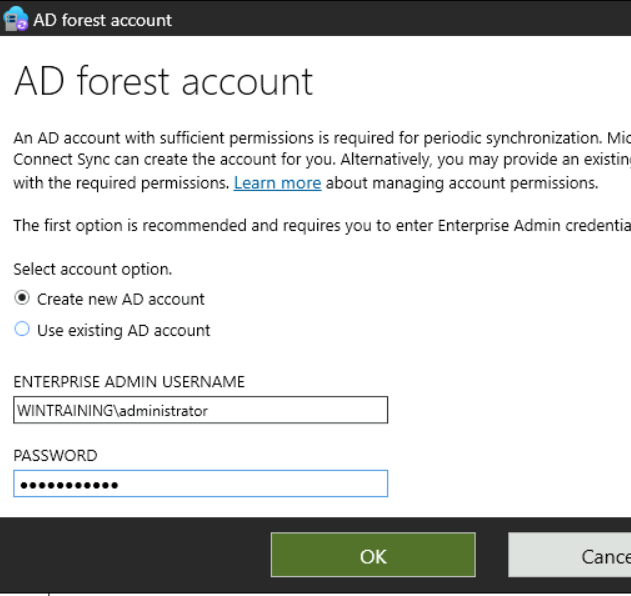 AD forest account
AD forest account
An AD account with sufficient permissions is required for periodic synchronization. Mic
Connect Sync can create the account for you. Alternatively, you may provide an existing
with the required permissions. Learn more about managing account permissions.
The first option is recommended and requires you to enter Enterprise Admin credentia
Select account option.
Create new AD account
Use existing AD account
ENTERPRISE ADMIN USERNAME
WINTRAINING\administrator
PASSWORD
●●●●●●●●●●●
OK
Cance